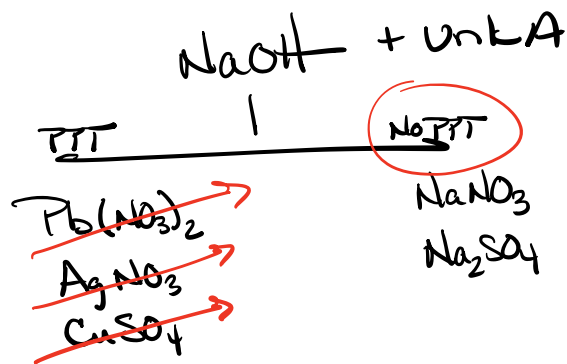 NaOH + unkA
PPT
No PPT
Pb(NO₃)₂
AgNO₃
CuSO₄
NaNO₃
Na₂SO₄